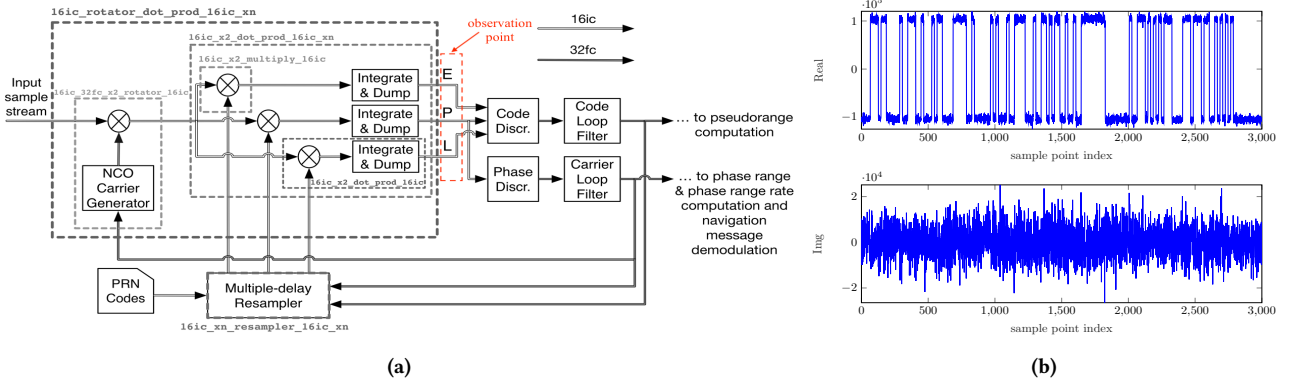 16ic_rotator_dot_prod_16ic_xn
16ic_x2_dot_prod_16ic_xn
16ic_x2_multiply_16ic
16ic_32fc_x2_rotator_16ic
observation
point
16ic
32fc
Input
sample
stream
Integrate
& Dump
E
Integrate
& Dump
P
Integrate
& Dump
L
16ic_x2_dot_prod_16ic
NCO
Carrier
Generator
Code
Discr.
Code
Loop
Filter
... to pseudorange
computation
Phase
Discr.
Carrier
Loop
Filter
... to phase range
& phase range rate
computation and
navigation
message
demodulation
PRN
Codes
Multiple-delay
Resampler
16ic_xn_resampler_16ic_xn
(a)
Real
1
0
−1
0
500
1,000
1,500
2,000
2,500
3,000
sample point index
·10⁴
Img
2
0
−2
0
500
1,000
1,500
2,000
2,500
3,000
sample point index
(b)